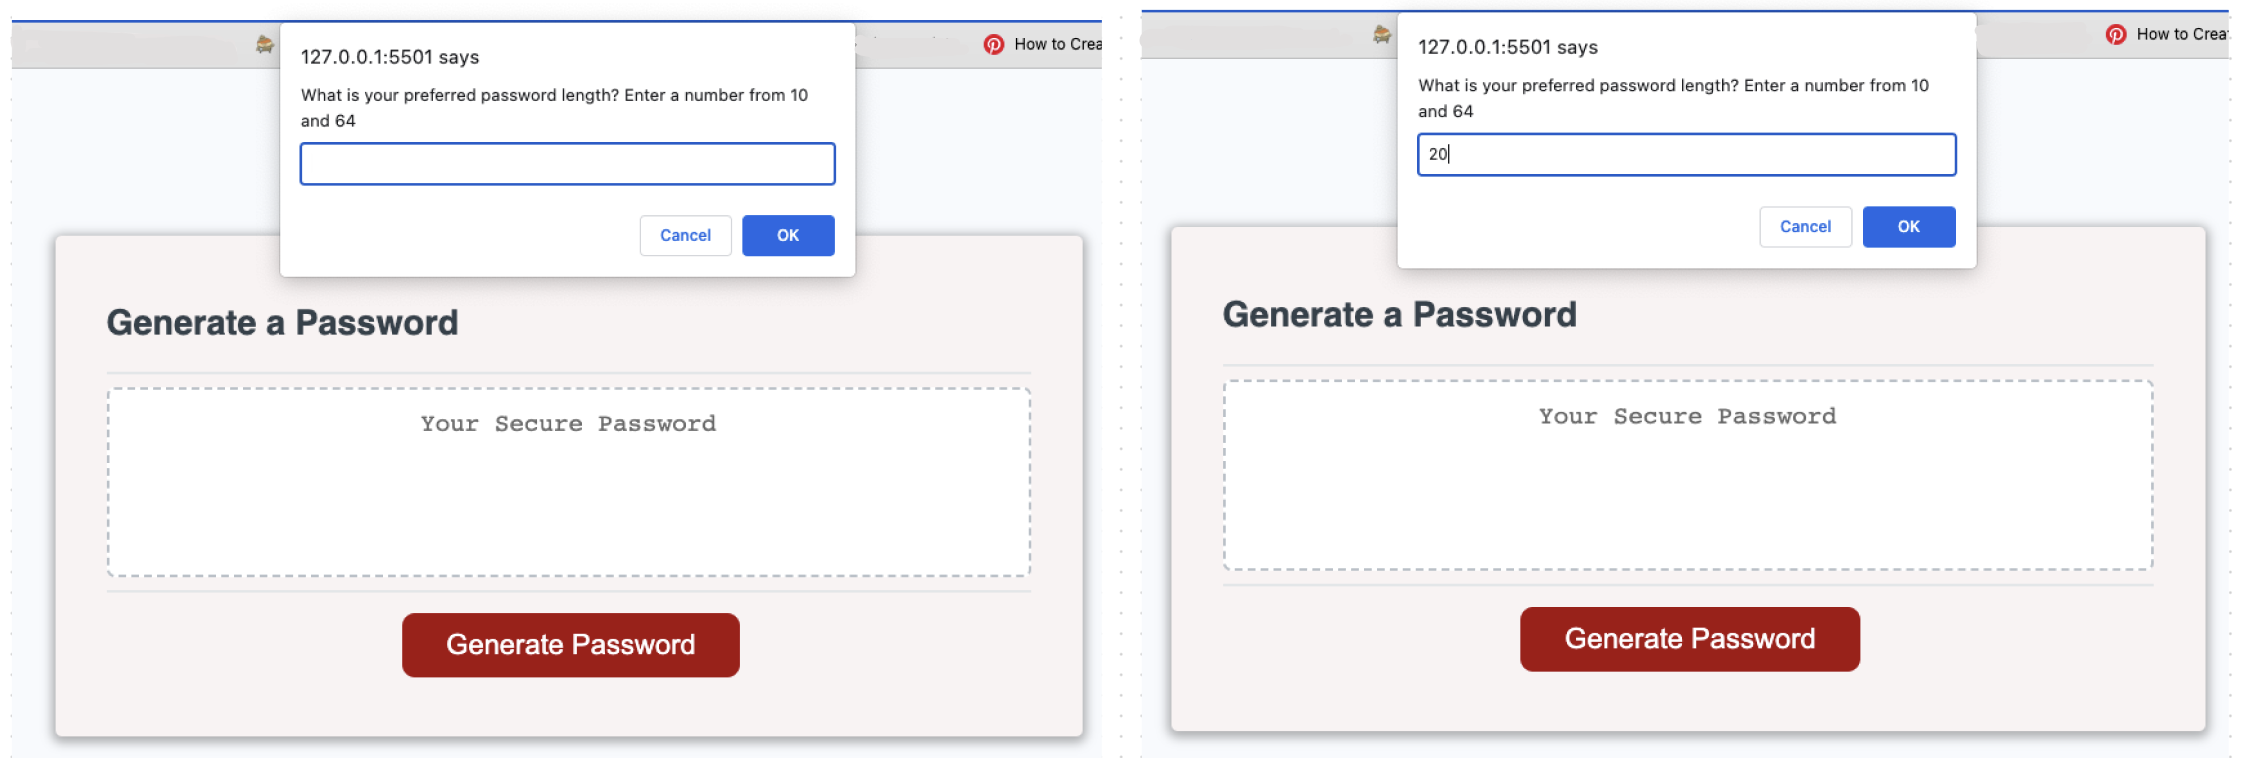 How to Crea
127.0.0.1:5501 says
What is your preferred password length? Enter a number from 10
and 64
Cancel
OK
Generate a Password
Your Secure Password
Generate Password
How to Crea
127.0.0.1:5501 says
What is your preferred password length? Enter a number from 10
and 64
20
Cancel
OK
Generate a Password
Your Secure Password
Generate Password